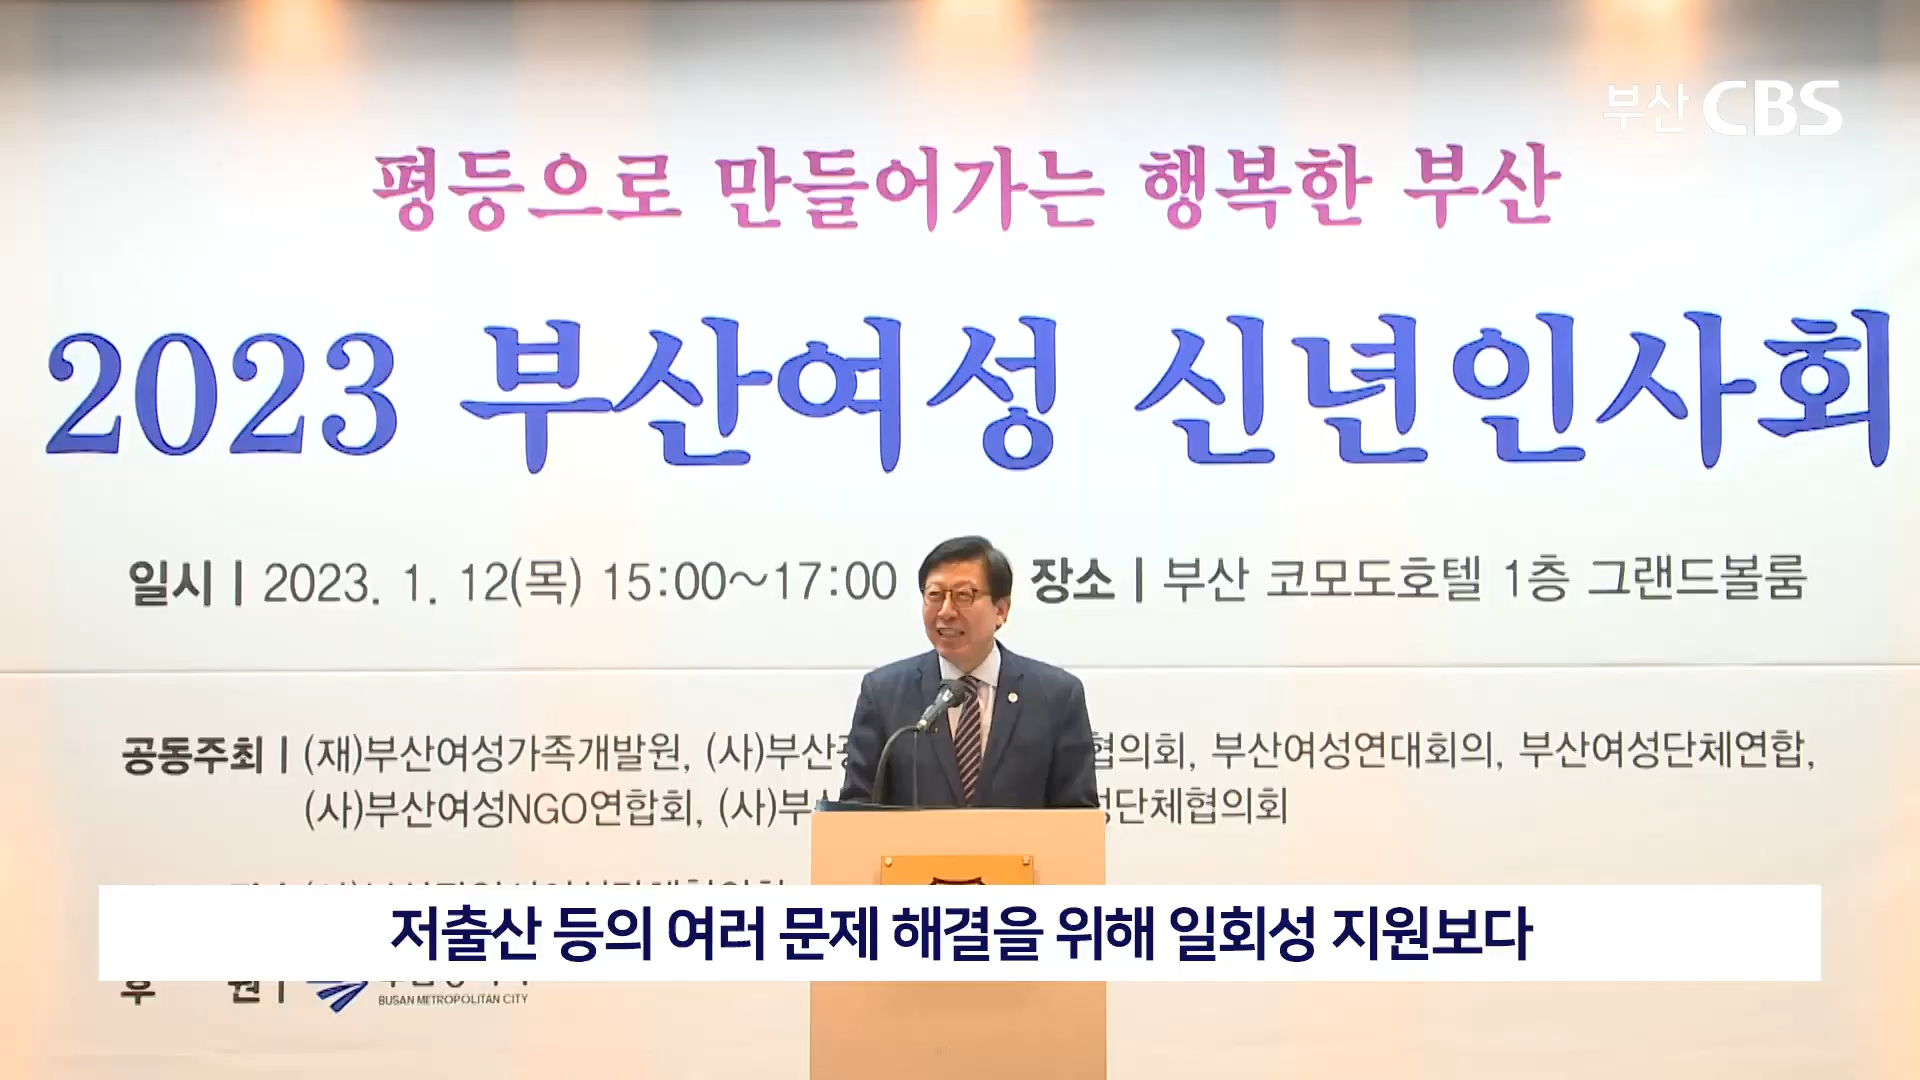 부산 CBS
평등으로 만들어가는 행복한 부산
2023 부산여성 신년인사회
일시 | 2023. 1. 12(목) 15:00~17:00 장소 | 부산 코모도호텔 1층 그랜드볼룸
공동주최 | (재)부산여성가족개발원, (사)부산 협의회, 부산여성연대회의, 부산여성단체연합,
(사)부산여성NGO연합회, (사)부 단체협의회
저출산 등의 여러 문제 해결을 위해 일회성 지원보다
후 원 |
BUSAN METROPOLITAN CITY